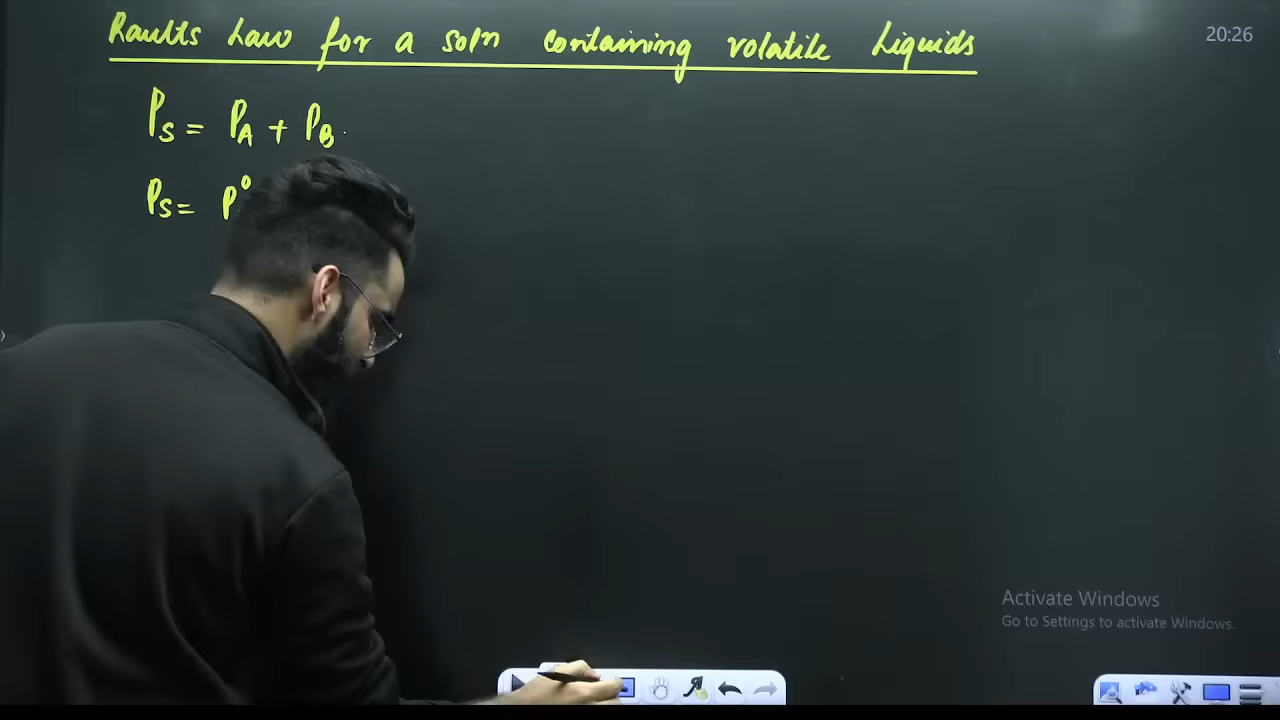 Raults Law for a soln containing volatile Liquids
20:26
Ps = PA + PB.
Ps = P⁰
Activate Windows
Go to Settings to activate Windows.